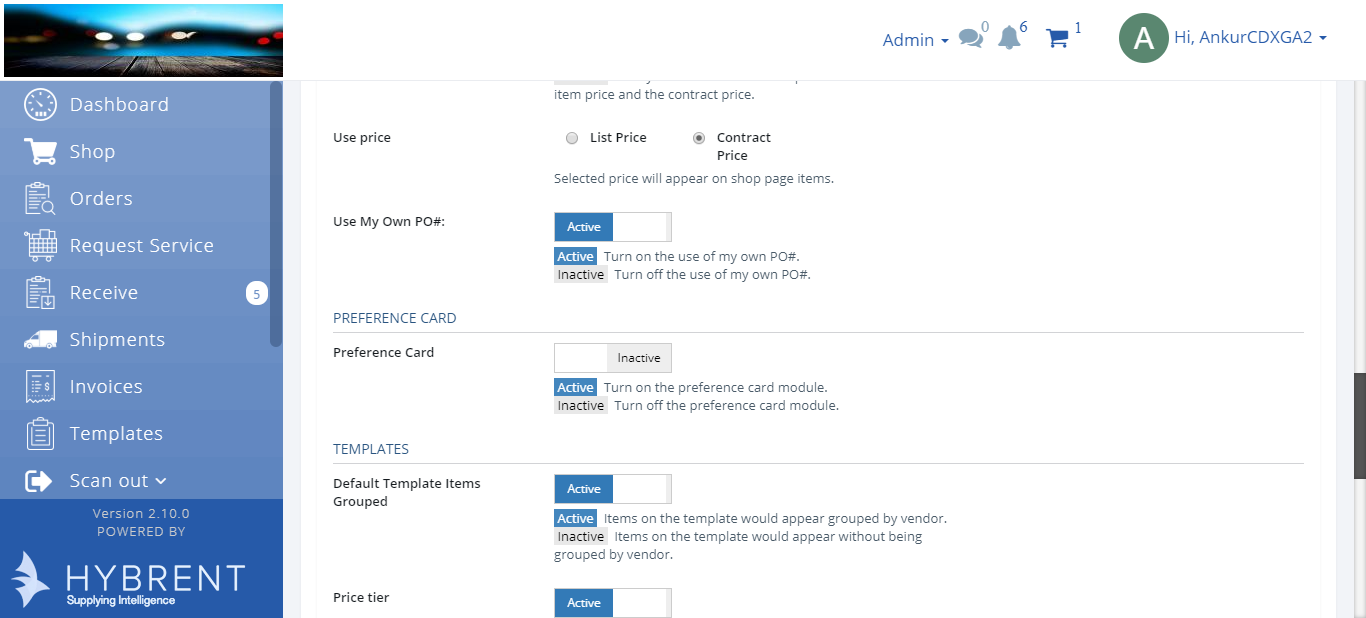 Admin
0
6
1
A
Hi, AnkurCDXGA2
Dashboard
Shop
Orders
Request Service
Receive
5
Shipments
Invoices
Templates
Scan out
Version 2.10.0
POWERED BY
HYBRENT
Supplying Intelligence
item price and the contract price.
Use price
List Price
Contract
Price
Selected price will appear on shop page items.
Use My Own PO#:
Active
Active Turn on the use of my own PO#.
Inactive Turn off the use of my own PO#.
PREFERENCE CARD
Preference Card
Inactive
Active Turn on the preference card module.
Inactive Turn off the preference card module.
TEMPLATES
Default Template Items
Grouped
Active
Active Items on the template would appear grouped by vendor.
Inactive Items on the template would appear without being
grouped by vendor.
Price tier
Active